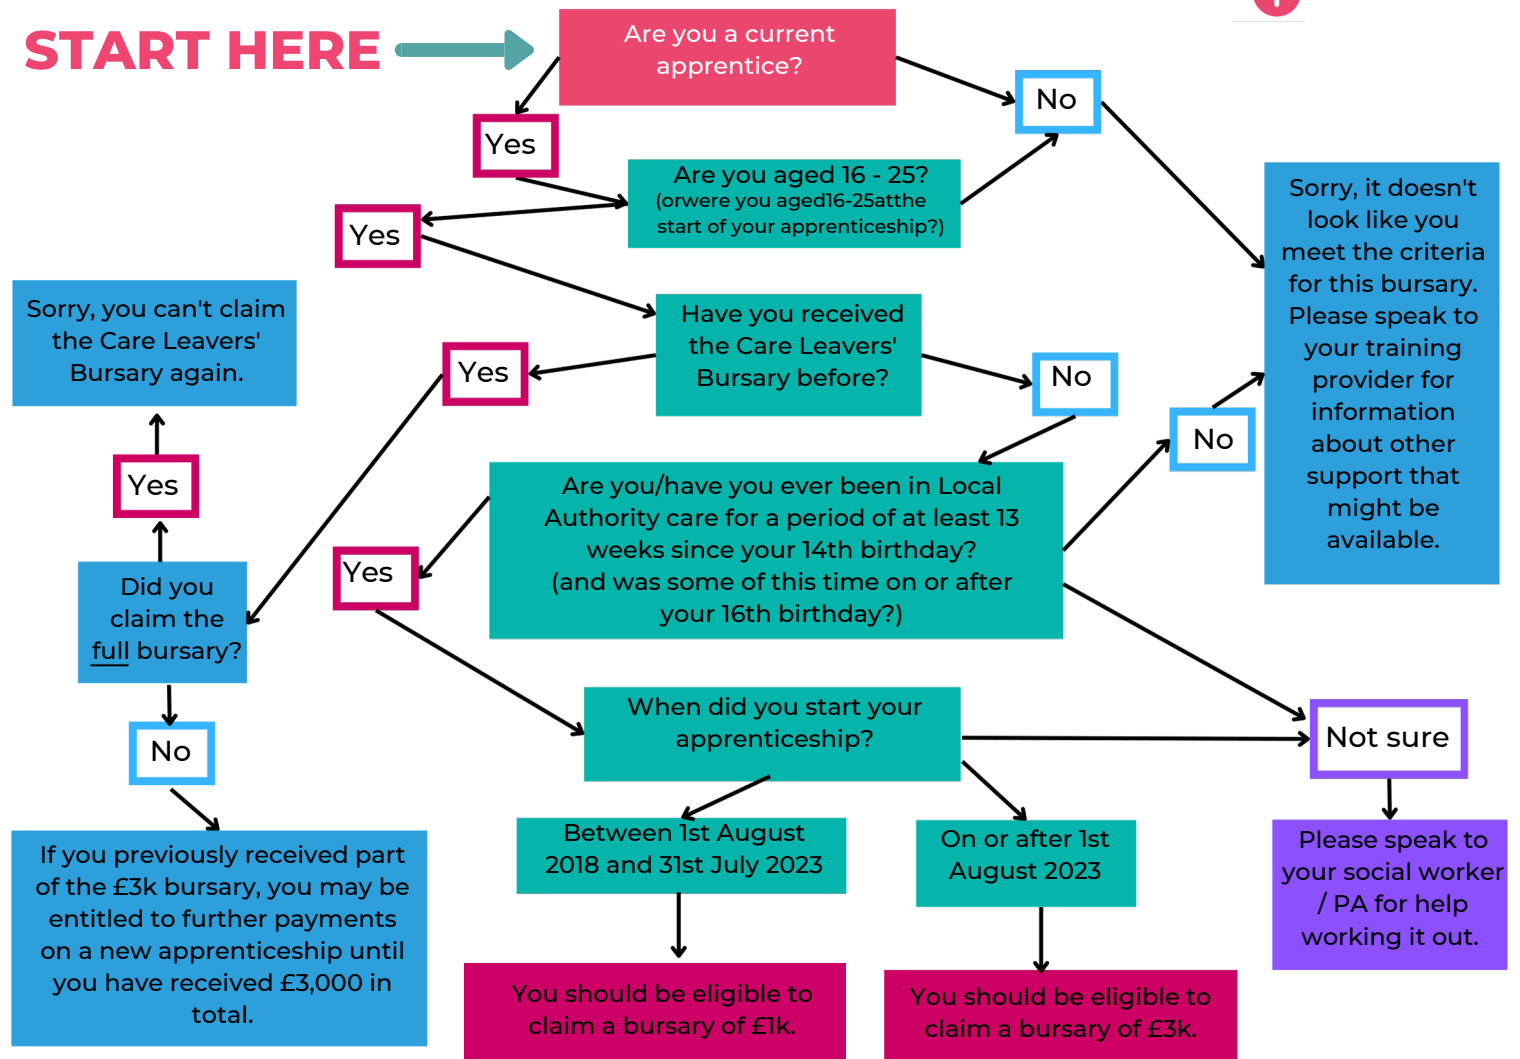 START HERE
Are you a current
apprentice?
Yes
No
Are you aged 16 - 25?
(orwere you aged16-25atthe
start of your apprenticeship?)
Yes
Sorry, it doesn't
look like you
meet the criteria
for this bursary.
Please speak to
your training
provider for
information
about other
support that
might be
available.
Have you received
the Care Leavers'
Bursary before?
Yes
No
No
Sorry, you can't claim
the Care Leavers'
Bursary again.
Yes
Did you
claim the
full bursary?
No
If you previously received part
of the £3k bursary, you may be
entitled to further payments
on a new apprenticeship until
you have received £3,000 in
total.
Are you/have you ever been in Local
Authority care for a period of at least 13
weeks since your 14th birthday?
(and was some of this time on or after
your 16th birthday?)
Yes
When did you start your
apprenticeship?
Not sure
Between 1st August
2018 and 31st July 2023
On or after 1st
August 2023
Please speak to
your social worker
/ PA for help
working it out.
You should be eligible to
claim a bursary of £1k.
You should be eligible to
claim a bursary of £3k.